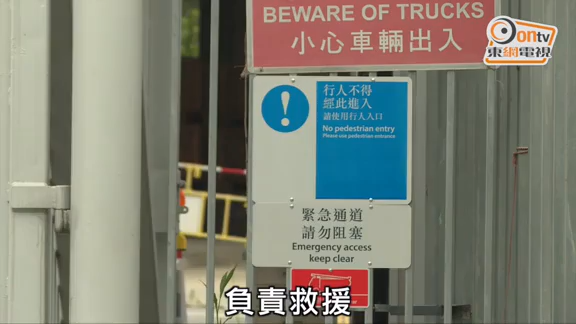 BEWARE OF TRUCKS
小心車輛出入
ontv
東網電視
行人不得
經此進入
請使用行人入口
No pedestrian entry
Please use pedestrian entrance
緊急通道
請勿阻塞
Emergency access
keep clear
負責救援